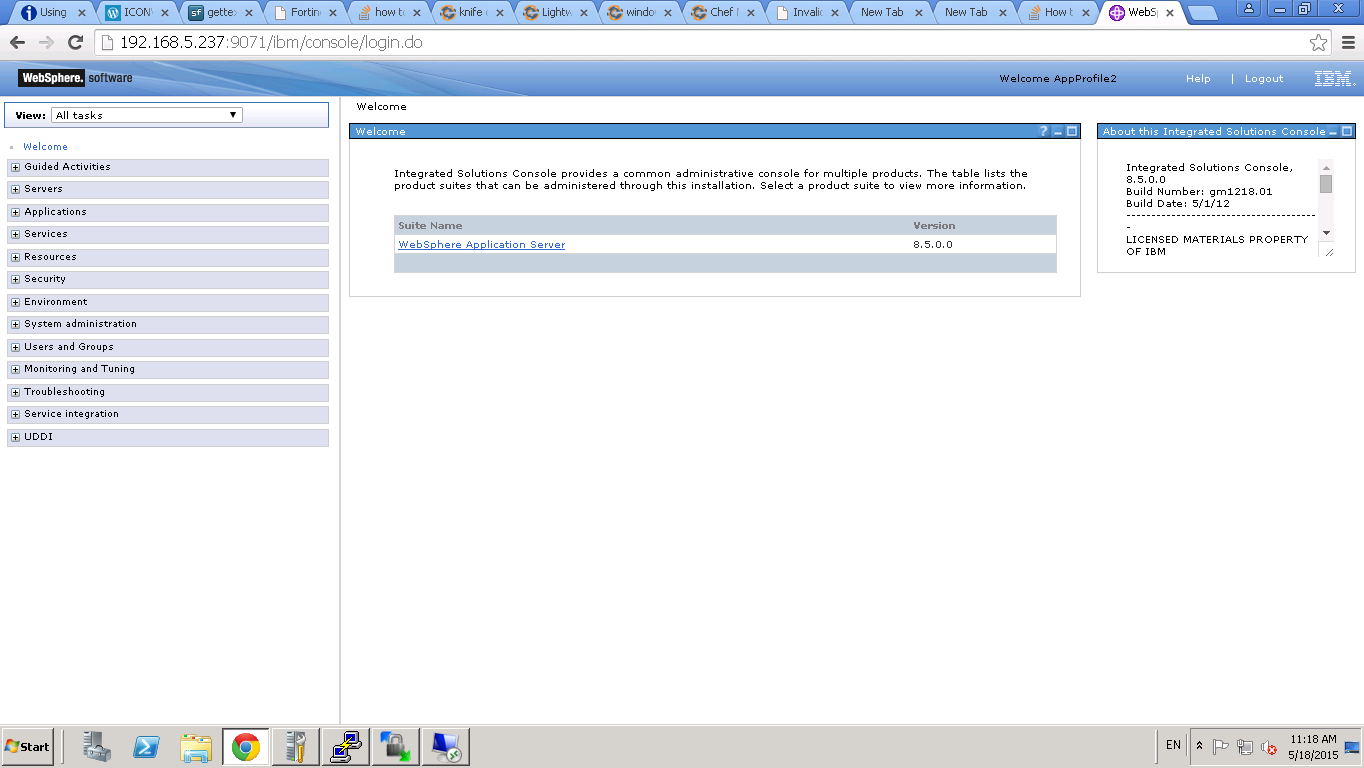 Using
ICON
gette
Fortin
how to
knife
Lightw
windo
Chef
Invalid
New Tab
New Tab
How t
WebSp
192.168.5.237:9071/ibm/console/login.do
WebSphere. software
Welcome AppProfile2
Help | Logout
IBM.
View: All tasks
Welcome
Guided Activities
Servers
Applications
Services
Resources
Security
Environment
System administration
Users and Groups
Monitoring and Tuning
Troubleshooting
Service integration
UDDI
Welcome
Welcome ?
Integrated Solutions Console provides a common administrative console for multiple products. The table lists the
product suites that can be administered through this installation. Select a product suite to view more information.
Suite Name Version
WebSphere Application Server 8.5.0.0
About this Integrated Solutions Console
Integrated Solutions Console,
8.5.0.0
Build Number: gm1218.01
Build Date: 5/1/12
----------------------------------
-
LICENSED MATERIALS PROPERTY
OF IBM
Start
EN
11:18 AM
5/18/2015